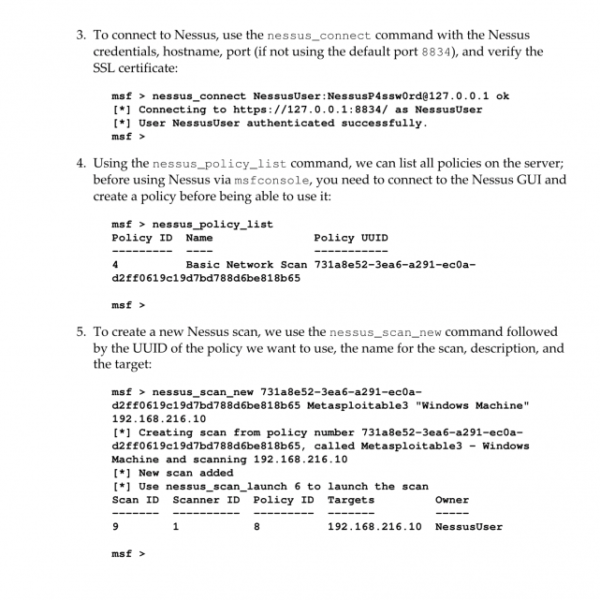 3. To connect to Nessus, use the nessus_connect command with the Nessus
credentials, hostname, port (if not using the default port 8834), and verify the
SSL certificate:
msf > nessus_connect NessusUser:NessusP4ssw0rd@127.0.0.1 ok
[*] Connecting to https://127.0.0.1:8834/ as NessusUser
[*] User NessusUser authenticated successfully.
msf >
4. Using the nessus_policy_list command, we can list all policies on the server;
before using Nessus via msfconsole, you need to connect to the Nessus GUI and
create a policy before being able to use it:
msf > nessus_policy_list
Policy ID Name Policy UUID
--------- ---- -----------
4 Basic Network Scan 731a8e52-3ea6-a291-ec0a-
d2ff0619c19d7bd788d6be818b65
msf >
5. To create a new Nessus scan, we use the nessus_scan_new command followed
by the UUID of the policy we want to use, the name for the scan, description, and
the target:
msf > nessus_scan_new 731a8e52-3ea6-a291-ec0a-
d2ff0619c19d7bd788d6be818b65 Metasploitable3 "Windows Machine"
192.168.216.10
[*] Creating scan from policy number 731a8e52-3ea6-a291-ec0a-
d2ff0619c19d7bd788d6be818b65, called Metasploitable3 - Windows
Machine and scanning 192.168.216.10
[*] New scan added
[*] Use nessus_scan_launch 6 to launch the scan
Scan ID Scanner ID Policy ID Targets Owner
------- ---------- --------- ------- -----
9 1 8 192.168.216.10 NessusUser
msf >